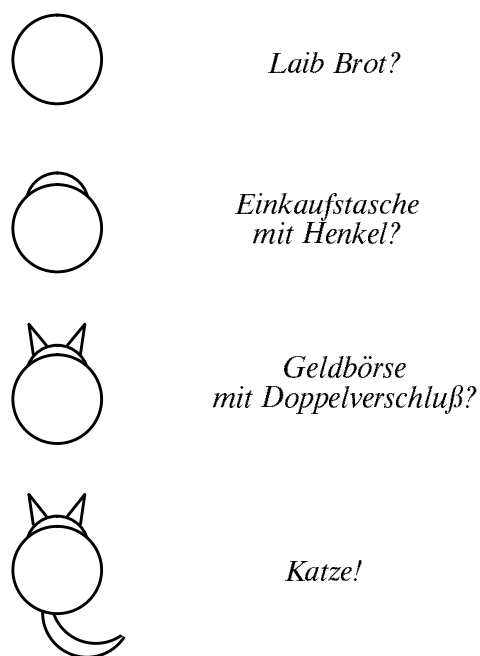 Laib Brot?
Einkaufstasche
mit Henkel?
Geldbörse
mit Doppelverschluß?
Katze!